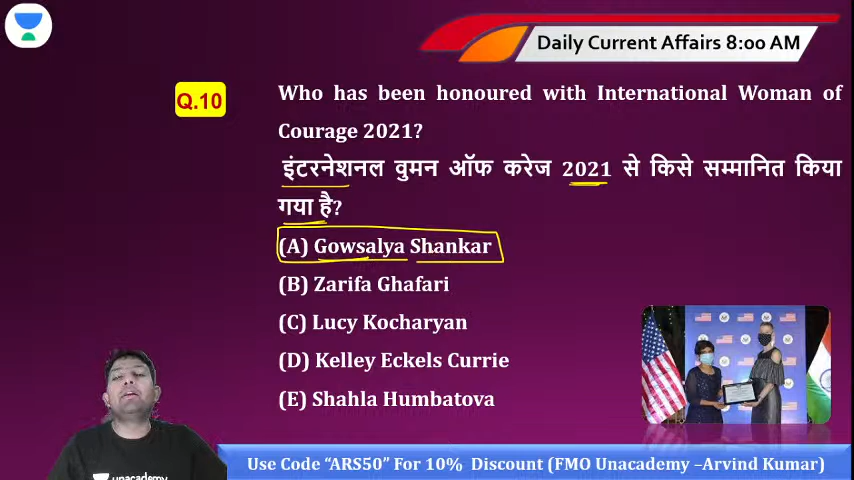 Daily Current Affairs 8:00 AM
Q.10
Who has been honoured with International Woman of
Courage 2021?
इंटरनेशनल वुमन ऑफ करेज 2021 से किसे सम्मानित किया
गया है?
(A) Gowsalya Shankar
(B) Zarifa Ghafari
(C) Lucy Kocharyan
(D) Kelley Eckels Currie
(E) Shahla Humbatova
unacademy
Use Code “ARS50” For 10% Discount (FMO Unacademy –Arvind Kumar)